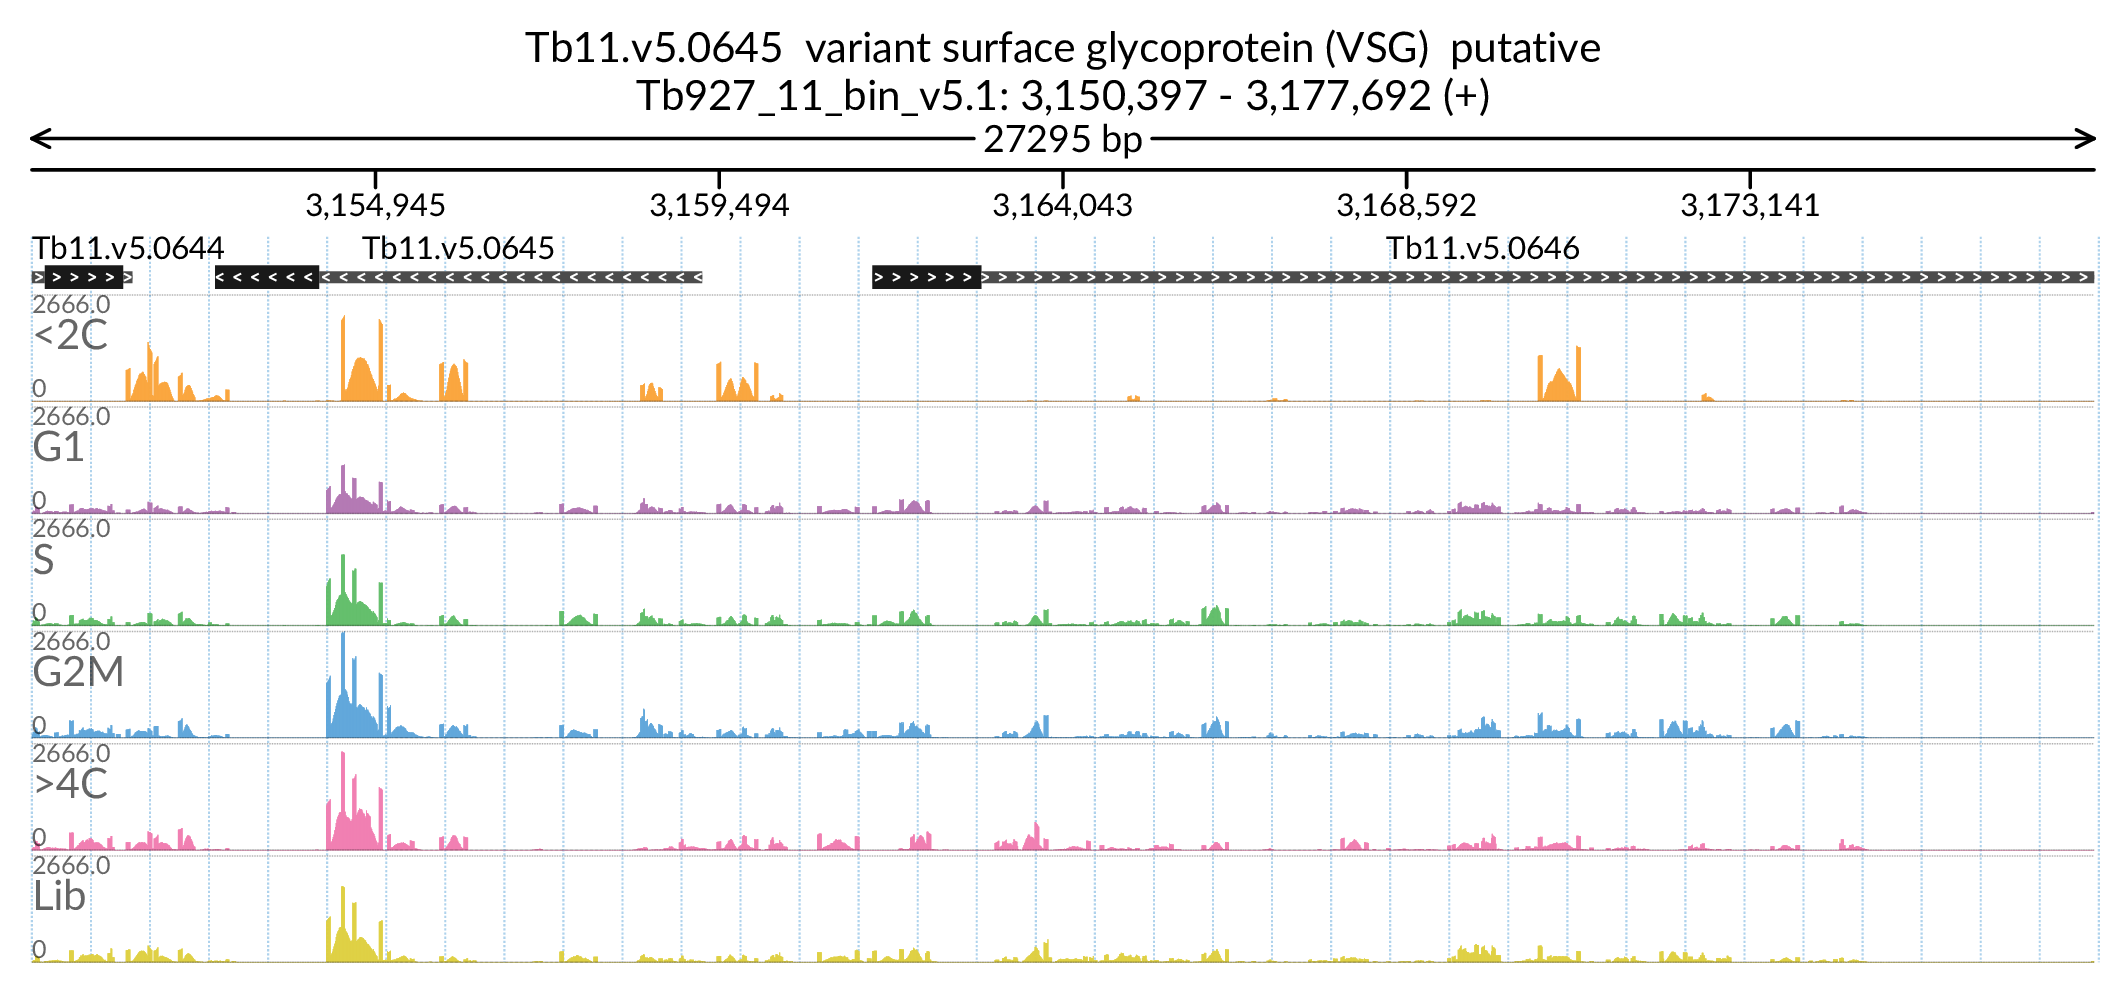 Tb11.v5.0645 variant surface glycoprotein (VSG) putative
Tb927_11_bin_v5.1: 3,150,397 - 3,177,692 (+)
27295 bp
3,154,945 3,159,494 3,164,043 3,168,592 3,173,141
Tb11.v5.0644 Tb11.v5.0645 Tb11.v5.0646
2666.0
<2C
0
2666.0
G1
0
2666.0
S
0
2666.0
G2M
0
2666.0
>4C
0
2666.0
Lib
0